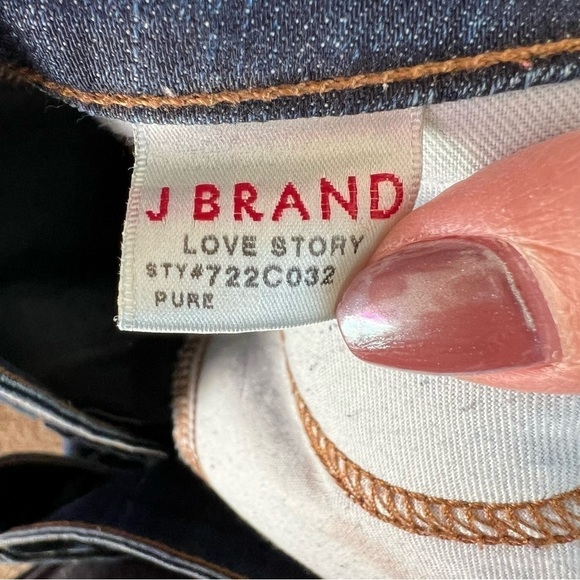 J BRAND
LOVE STORY
STY#722C032
PURE